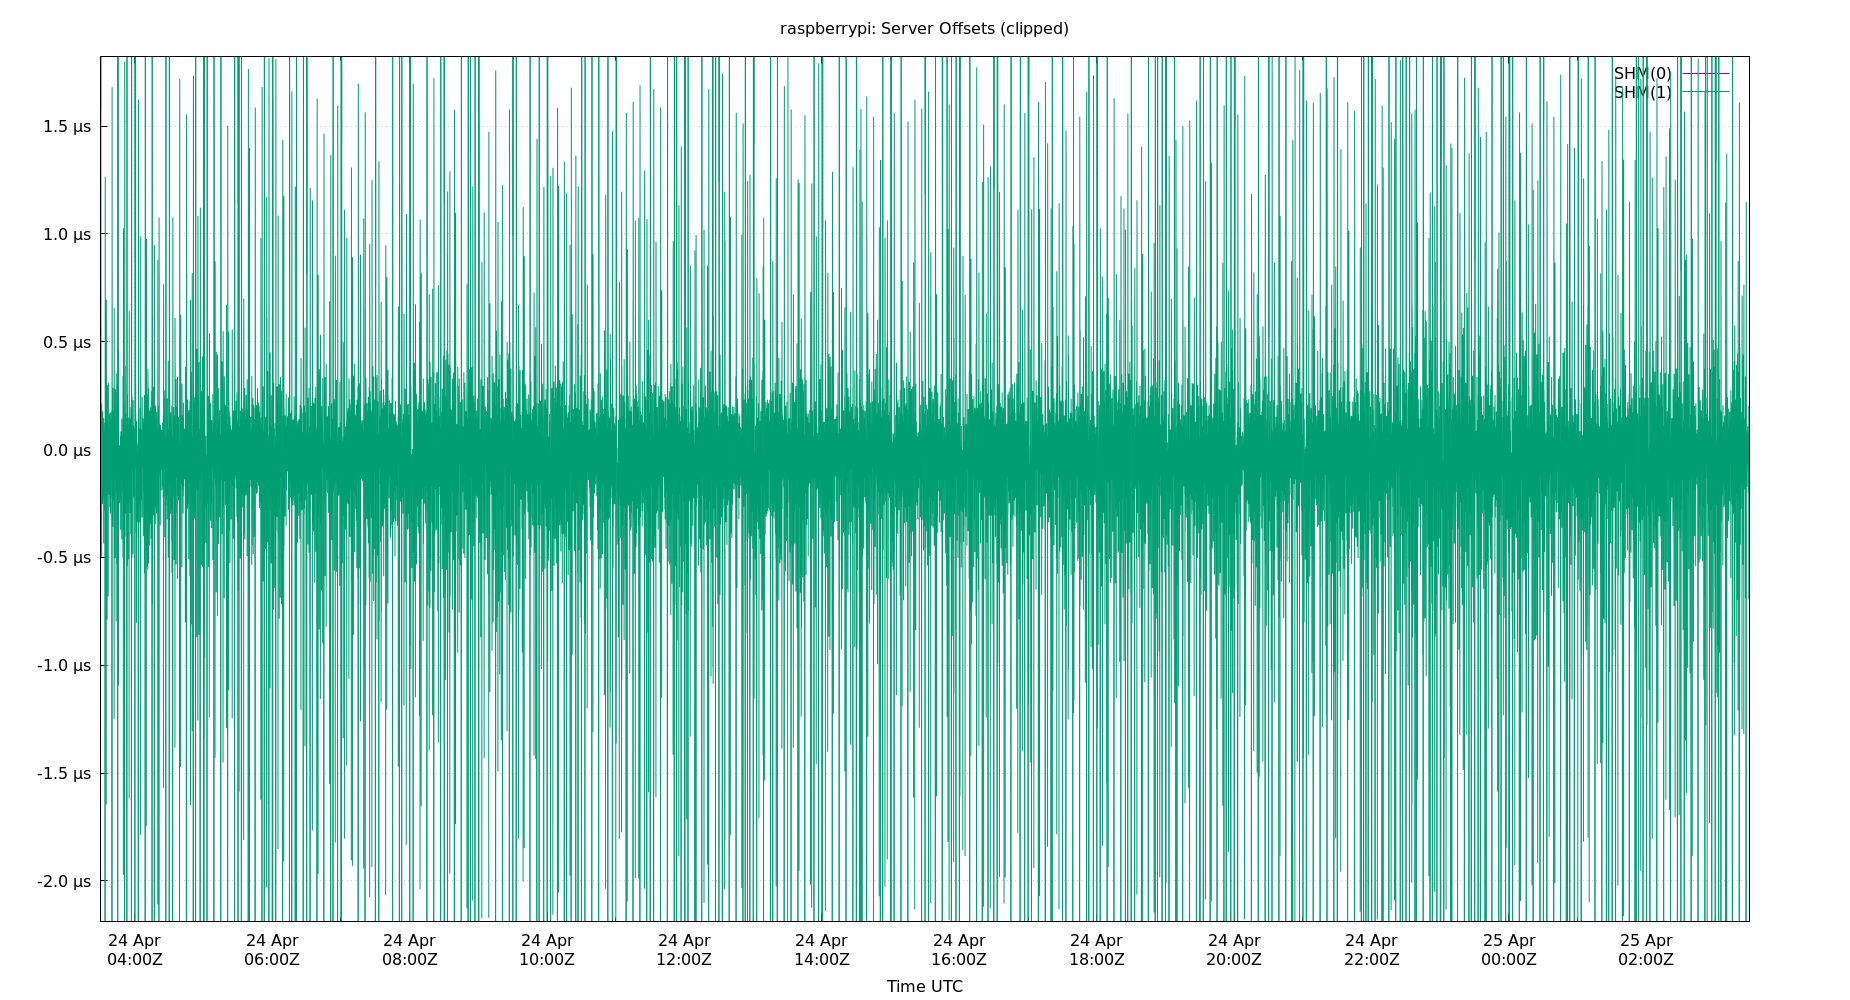 raspberrypi: Server Offsets (clipped)
SHM(0)
SHM(1)
1.5 µs
1.0 µs
0.5 µs
0.0 µs
-0.5 µs
-1.0 µs
-1.5 µs
-2.0 µs
24 Apr 24 Apr 24 Apr 24 Apr 24 Apr 24 Apr 24 Apr 24 Apr 24 Apr 24 Apr 25 Apr 25 Apr
04:00Z 06:00Z 08:00Z 10:00Z 12:00Z 14:00Z 16:00Z 18:00Z 20:00Z 22:00Z 00:00Z 02:00Z
Time UTC